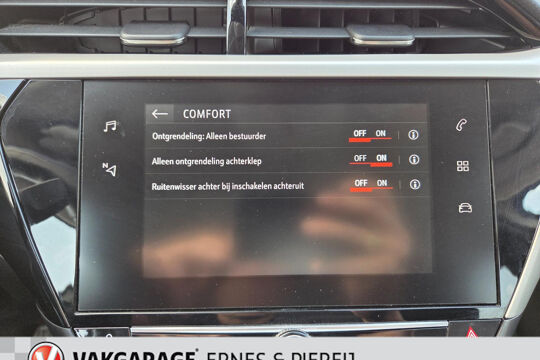 COMFORT
Ontgrendeling: Alleen bestuurder OFF ON
Alleen ontgrendeling achterklep OFF ON
Ruitenwisser achter bij inschakelen achteruit OFF ON
N
VAKGARAGE ERNES &